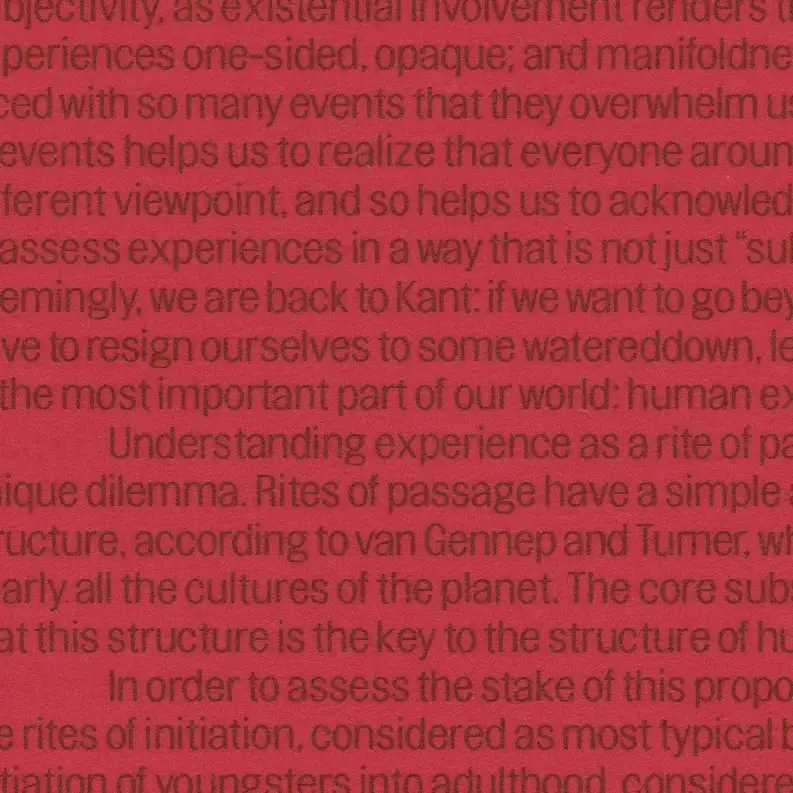 bjectivity, as existential involvement renders t
periences one-sided, opaque; and manifoldne
ced with so many events that they overwhelm us
events helps us to realize that everyone aroun
ferent viewpoint, and so helps us to acknowled
assess experiences in a way that is not just “sul
emingly, we are back to Kant: if we want to go bey
ve to resign ourselves to some watereddown, le
the most important part of our world: human ex
Understanding experience as a rite of pa
ique dilemma. Rites of passage have a simple a
ructure, according to van Gennep and Turner, wh
arly all the cultures of the planet. The core subs
at this structure is the key to the structure of hu
In order to assess the stake of this propo
e rites of initiation, considered as most typical b
tiation of youngsters into adulthood, considere